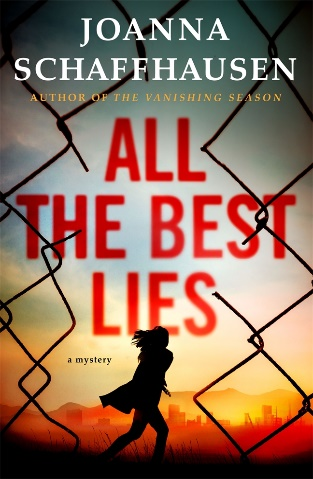 JOANNA
SCHAFFHAUSEN
AUTHOR OF THE VANISHING SEASON
ALL
THE BEST
LIES
a mystery